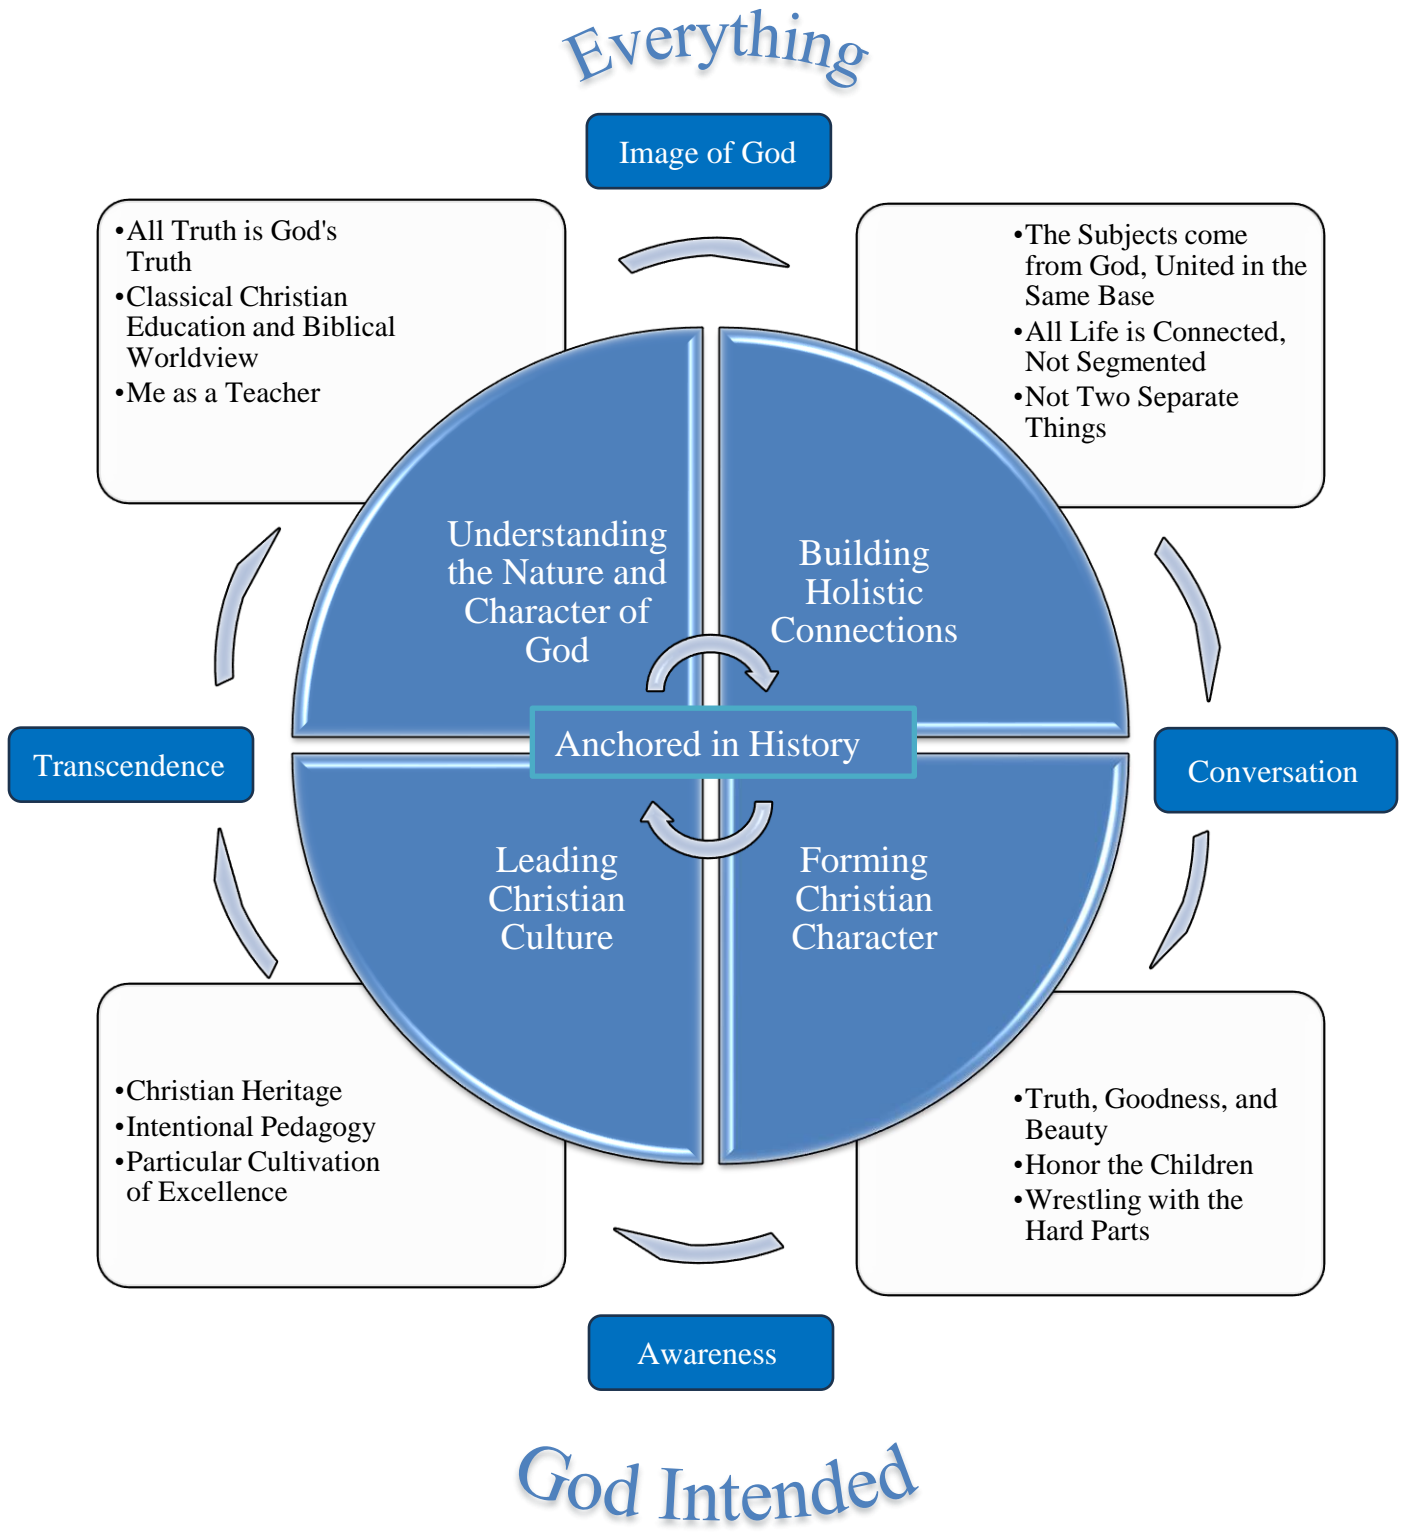 Everything
Image of God
•All Truth is God's
Truth
•Classical Christian
Education and Biblical
Worldview
•Me as a Teacher
•The Subjects come
from God, United in the
Same Base
•All Life is Connected,
Not Segmented
•Not Two Separate
Things
Understanding
the Nature and
Character of
God
Building
Holistic
Connections
Anchored in History
Transcendence
Conversation
Leading
Christian
Culture
Forming
Christian
Character
•Christian Heritage
•Intentional Pedagogy
•Particular Cultivation
of Excellence
•Truth, Goodness, and
Beauty
•Honor the Children
•Wrestling with the
Hard Parts
Awareness
God Intended